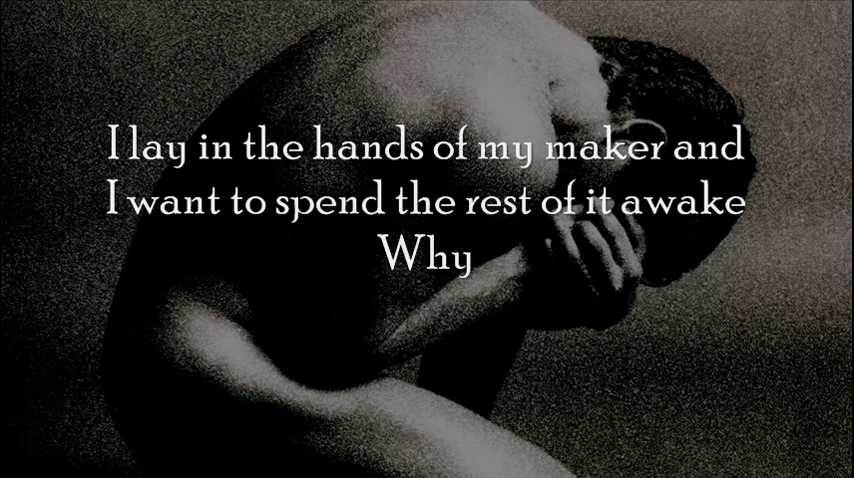 I lay in the hands of my maker and
I want to spend the rest of it awake
Why